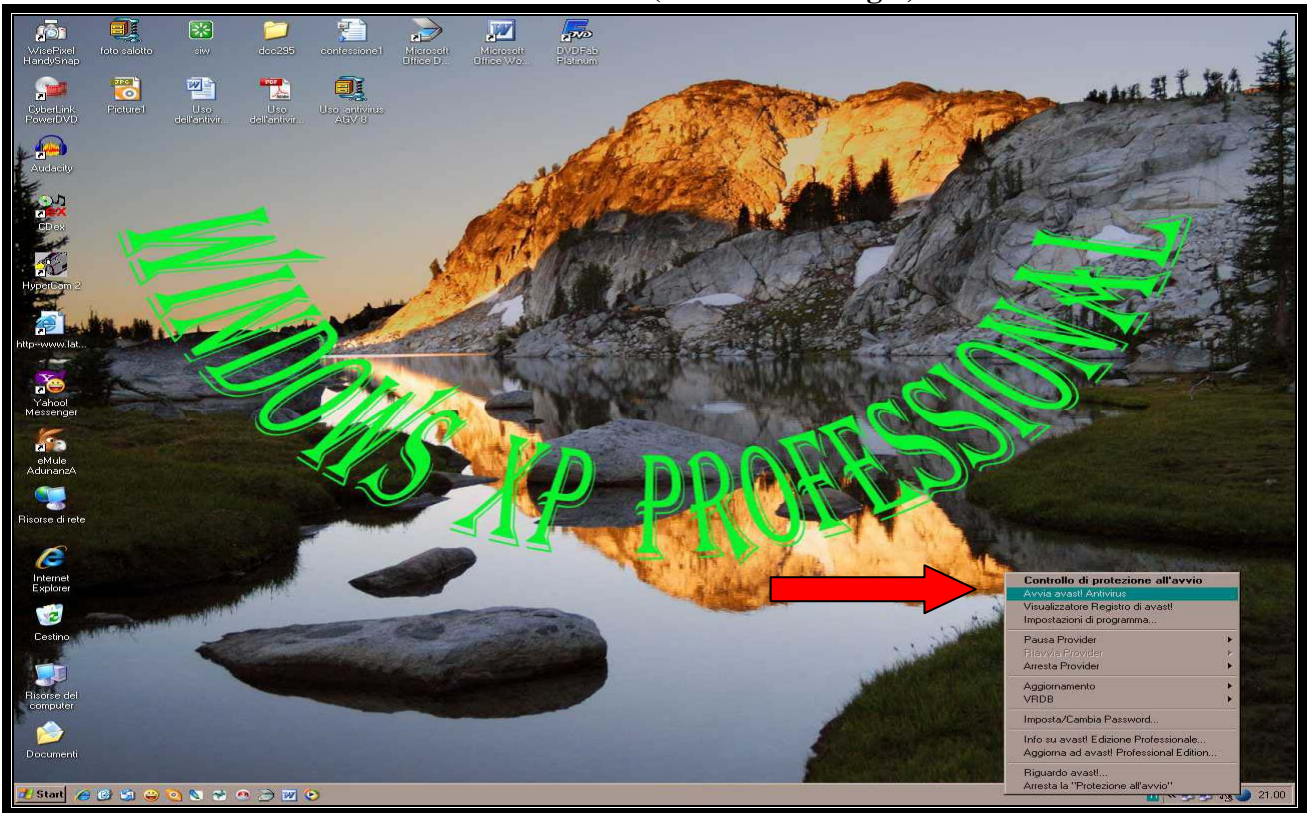 WisePixel
HandySnap
foto salotto
siw
dcc295
confessione1
Microsoft
Office D...
Microsoft
Office Wo...
DVDFab
Platinum
CyberLink
PowerDVD
Picture1
Uso
dell'antivir...
Uso
dell'antivir...
Uso antivirus
AGV 8
Audacity
CDex
HyperCam 2
http--www.lat...
Yahoo!
Messenger
eMule
AdunanzA
Risorse di rete
Internet
Explorer
Cestino
Risorse del
computer
Documenti
WINDOWS XP PROFESSIONAL
Controllo di protezione all'avvio
Avvia avast! Antivirus
Visualizzatore Registro di avast!
Impostazioni di programma...
Pausa Provider
Riavvia Provider
Arresta Provider
Aggiornamento
VRDB
Imposta/Cambia Password...
Info su avast! Edizione Professionale...
Aggiorna ad avast! Professional Edition...
Riguardo avast!...
Arresta la "Protezione all'avvio"
Start
21.00